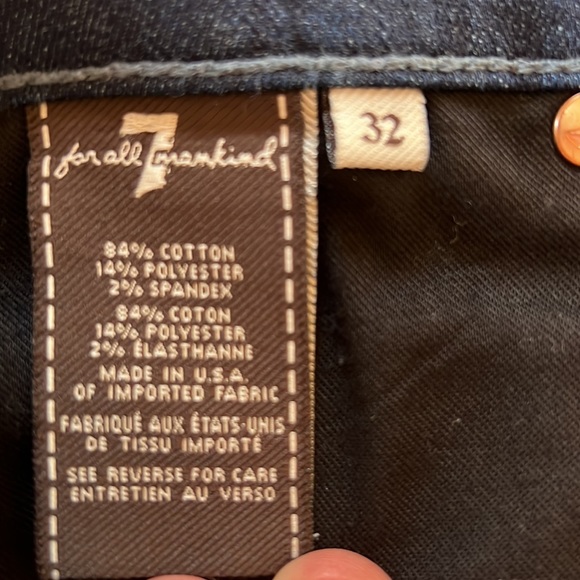 for all 7 mankind
32
84% COTTON
14% POLYESTER
2% SPANDEX
84% COTON
14% POLYESTER
2% ÉLASTHANNE
MADE IN U.S.A.
OF IMPORTED FABRIC
FABRIQUÉ AUX ÉTATS-UNIS
DE TISSU IMPORTÉ
SEE REVERSE FOR CARE
ENTRETIEN AU VERSO